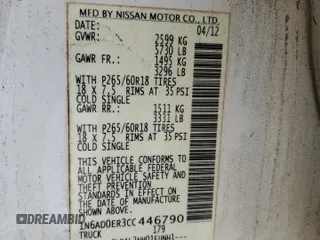 MFD BY NISSAN MOTOR CO., LTD.
DATE: 04/12
GVWR: 2599 KG
5730 LB
GAWR FR.: 1495 KG
3296 LB
WITH P265/60R18 TIRES
18 X 7.5 RIMS AT 35 PSI
COLD SINGLE
GAWR RR.: 1511 KG
3331 LB
WITH P265/60R18 TIRES
18 X 7.5 RIMS AT 35 PSI
COLD SINGLE
THIS VEHICLE CONFORMS TO
ALL APPLICABLE FEDERAL
MOTOR VEHICLE SAFETY
STANDARDS IN EFFECT ON
THE DATE OF MANUFACTURE
SHOWN ABOVE.
1N6AD0ER3CC446790
TRUCK 179
DREAMBID